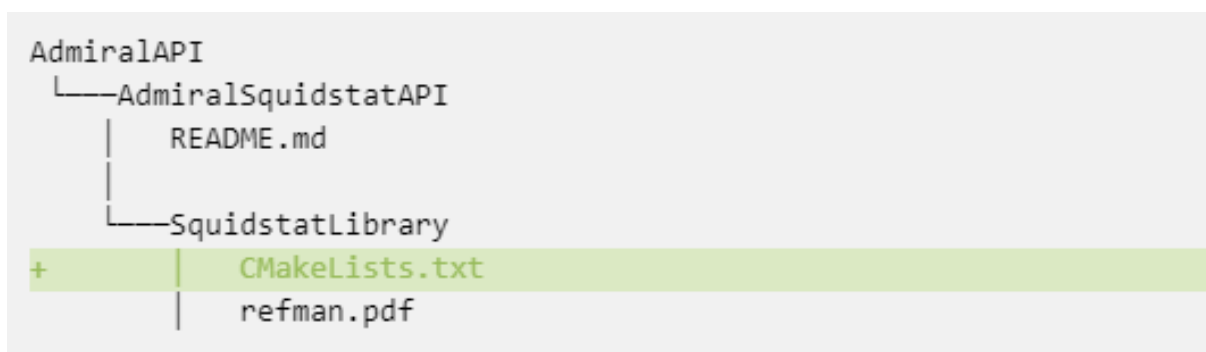 AdmiralAPI
└───AdmiralSquidstatAPI
    │   README.md
    │
    └───SquidstatLibrary
+       │   CMakeLists.txt
        │   refman.pdf